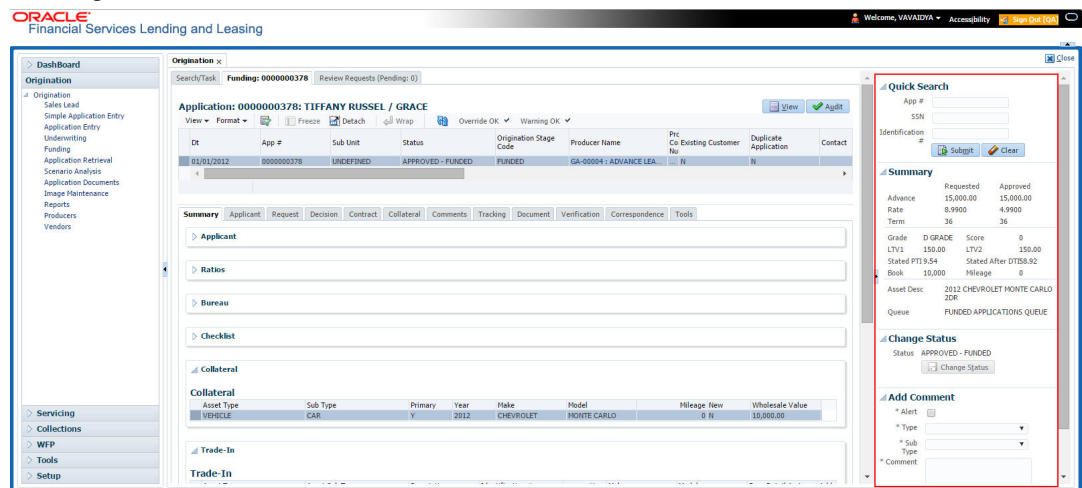 ORACLE
Financial Services Lending and Leasing
Welcome, VAVAIDYA Accessibility Sign Out [QA]
Close
DashBoard
Origination
Origination
Sales Lead
Simple Application Entry
Application Entry
Underwriting
Funding
Application Retrieval
Scenario Analysis
Application Documents
Image Maintenance
Reports
Producers
Vendors
Servicing
Collections
WFP
Tools
Setup
Origination x
Search/Task Funding: 0000000378 Review Requests (Pending: 0)
Application: 0000000378: TIFFANY RUSSEL / GRACE
View Audit
View Format Freeze Detach Wrap Override OK Warning OK
Dt App # Sub Unit Status Origination Stage Code Producer Name Prc Co Nu Existing Customer Duplicate Application Contact
01/01/2012 0000000378 UNDEFINED APPROVED - FUNDED FUNDED GA-00004 : ADVANCE LEA... ... N N
Summary Applicant Request Decision Contract Collateral Comments Tracking Document Verification Correspondence Tools
Applicant
Ratios
Bureau
Checklist
Collateral
Collateral
Asset Type Sub Type Primary Year Make Model Mileage New Wholesale Value
VEHICLE CAR Y 2012 CHEVROLET MONTE CARLO 0 N 10,000.00
Trade-In
Trade-In
Quick Search
App #
SSN
Identification #
Submit Clear
Summary
Requested Approved
Advance 15,000.00 15,000.00
Rate 8.9900 4.9900
Term 36 36
Grade D GRADE Score 0
LTV1 150.00 LTV2 150.00
Stated PTI 9.54 Stated After DTI 58.92
Book 10,000 Mileage 0
Asset Desc 2012 CHEVROLET MONTE CARLO
2DR
Queue FUNDED APPLICATIONS QUEUE
Change Status
Status APPROVED - FUNDED
Change Status
Add Comment
* Alert
* Type
* Sub Type
* Comment